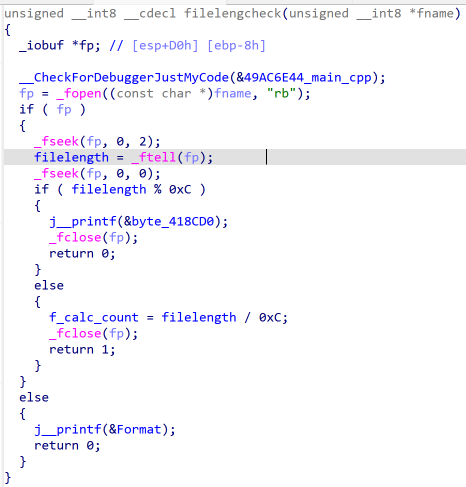 unsigned __int8 __cdecl filelengcheck(unsigned __int8 *fname)
{
  _iobuf *fp; // [esp+D0h] [ebp-8h]

  __CheckForDebuggerJustMyCode(&49AC6E44_main_cpp);
  fp = _fopen((const char *)fname, "rb");
  if ( fp )
  {
    _fseek(fp, 0, 2);
    filelength = _ftell(fp);
    _fseek(fp, 0, 0);
    if ( filelength % 0xC )
    {
      j__printf(&byte_418CD0);
      _fclose(fp);
      return 0;
    }
    else
    {
      f_calc_count = filelength / 0xC;
      _fclose(fp);
      return 1;
    }
  }
  else
  {
    j__printf(&Format);
    return 0;
  }
}